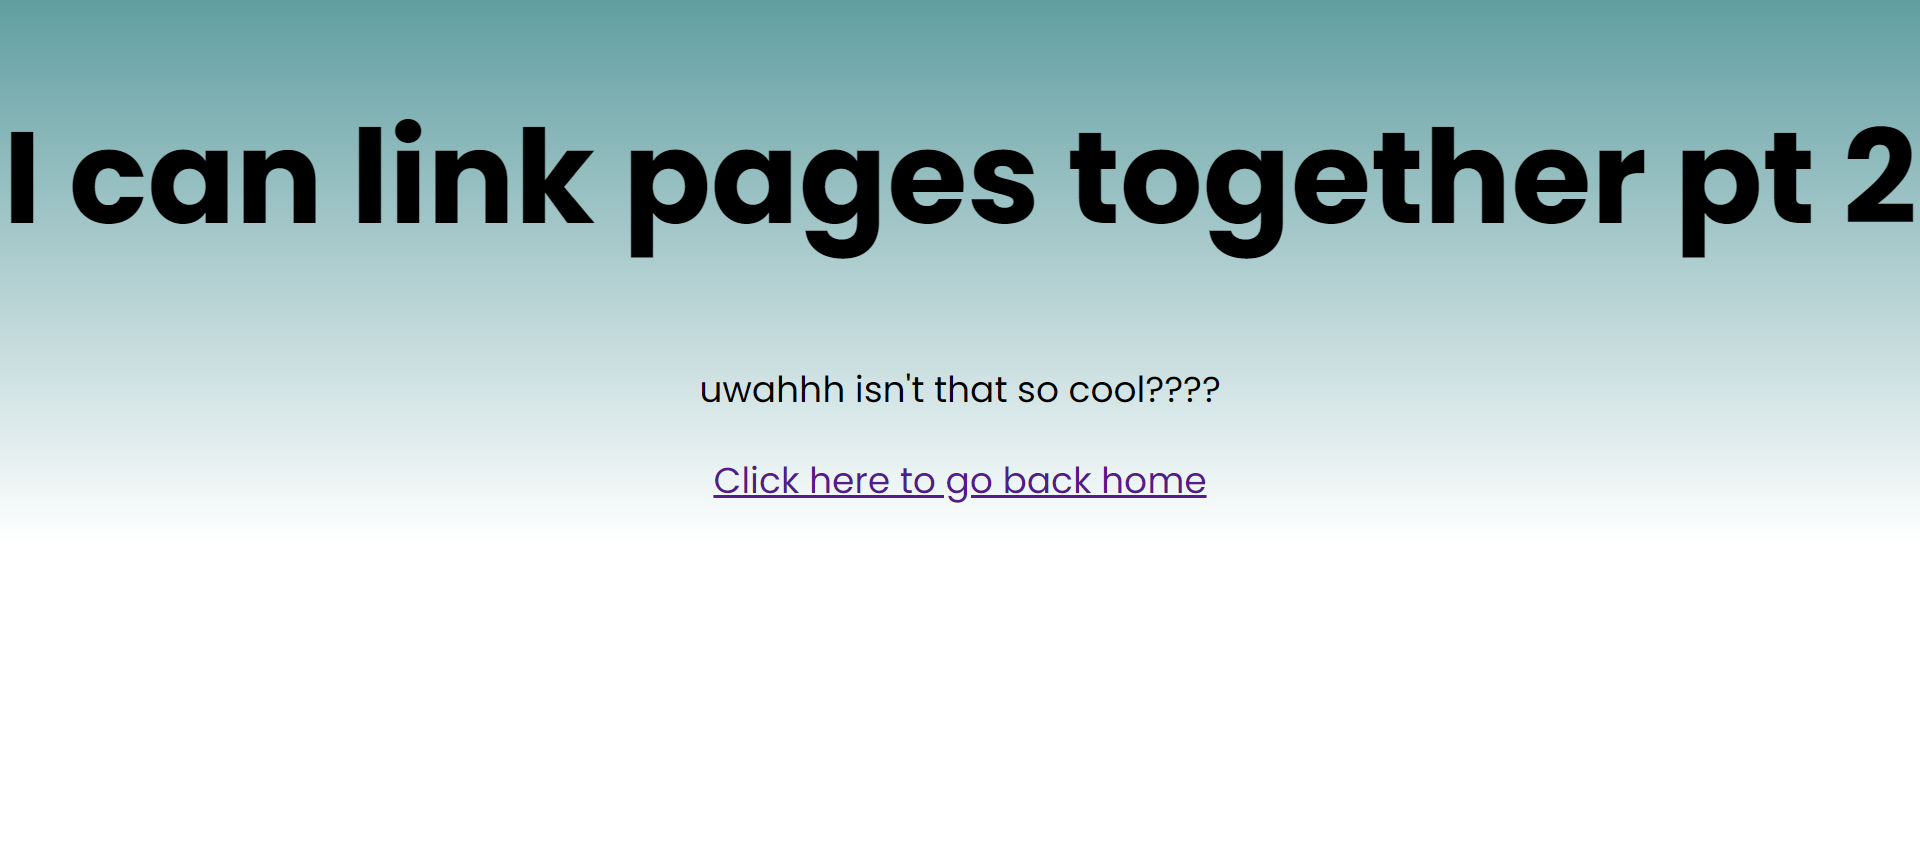 I can link pages together pt 2
uwahhh isn't that so cool????
Click here to go back home